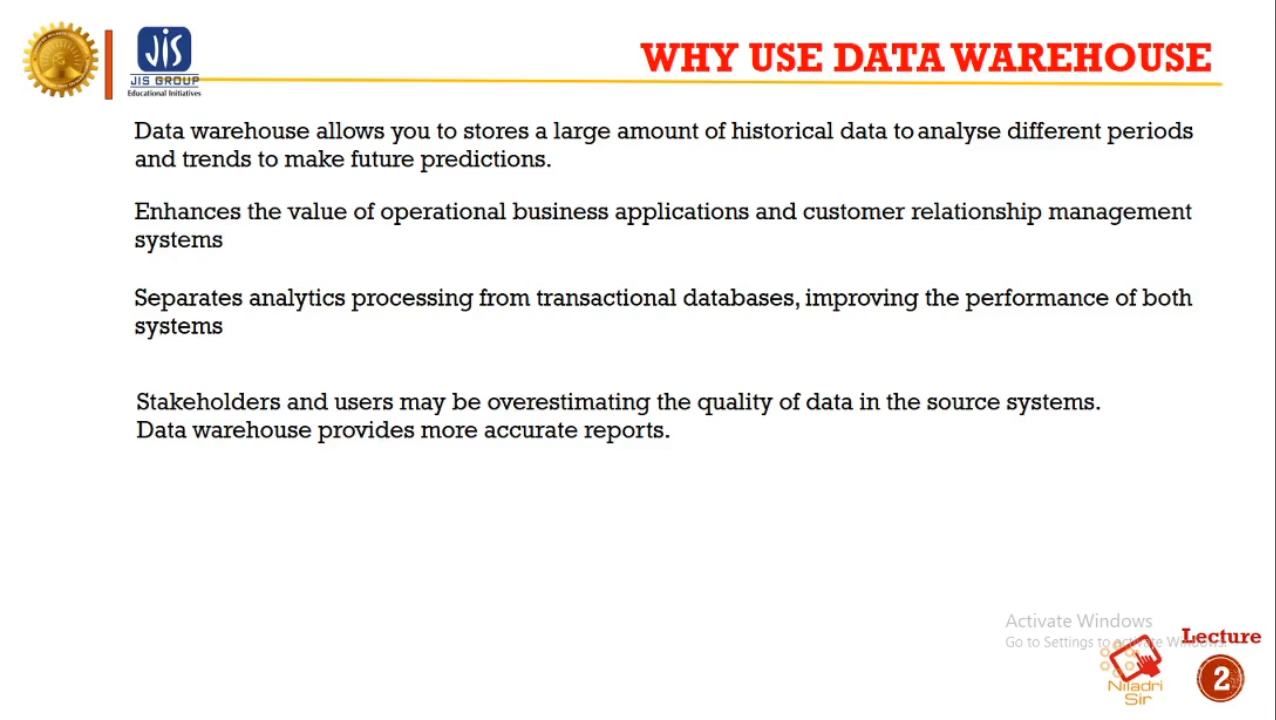 JIS
JIS GROUP
Educational Initiatives
WHY USE DATA WAREHOUSE
Data warehouse allows you to stores a large amount of historical data to analyse different periods
and trends to make future predictions.
Enhances the value of operational business applications and customer relationship management
systems
Separates analytics processing from transactional databases, improving the performance of both
systems
Stakeholders and users may be overestimating the quality of data in the source systems.
Data warehouse provides more accurate reports.
Activate Windows
Go to Settings to activate Windows.
Lecture
2
Niladri
Sir